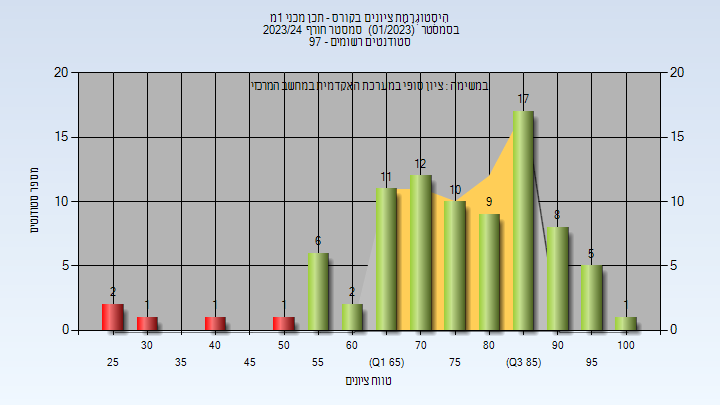 היסטוגרמת ציונים בקורס - תכן מכני 1מ
בסמסטר (01/2023) סמסטר חורף 2023/24
סטודנטים רשומים - 97
במשימה : ציון סופי במערכת האקדמית במחשב המרכזי
מספר סטודנטים
20 20
15 15
10 10
5 5
0 0
2 1 1 1 6 2 11 12 10 9 17 8 5 1
30 40 50 60 70 80 90 100
25 35 45 55 (Q1 65) 75 (Q3 85) 95
טווח ציונים